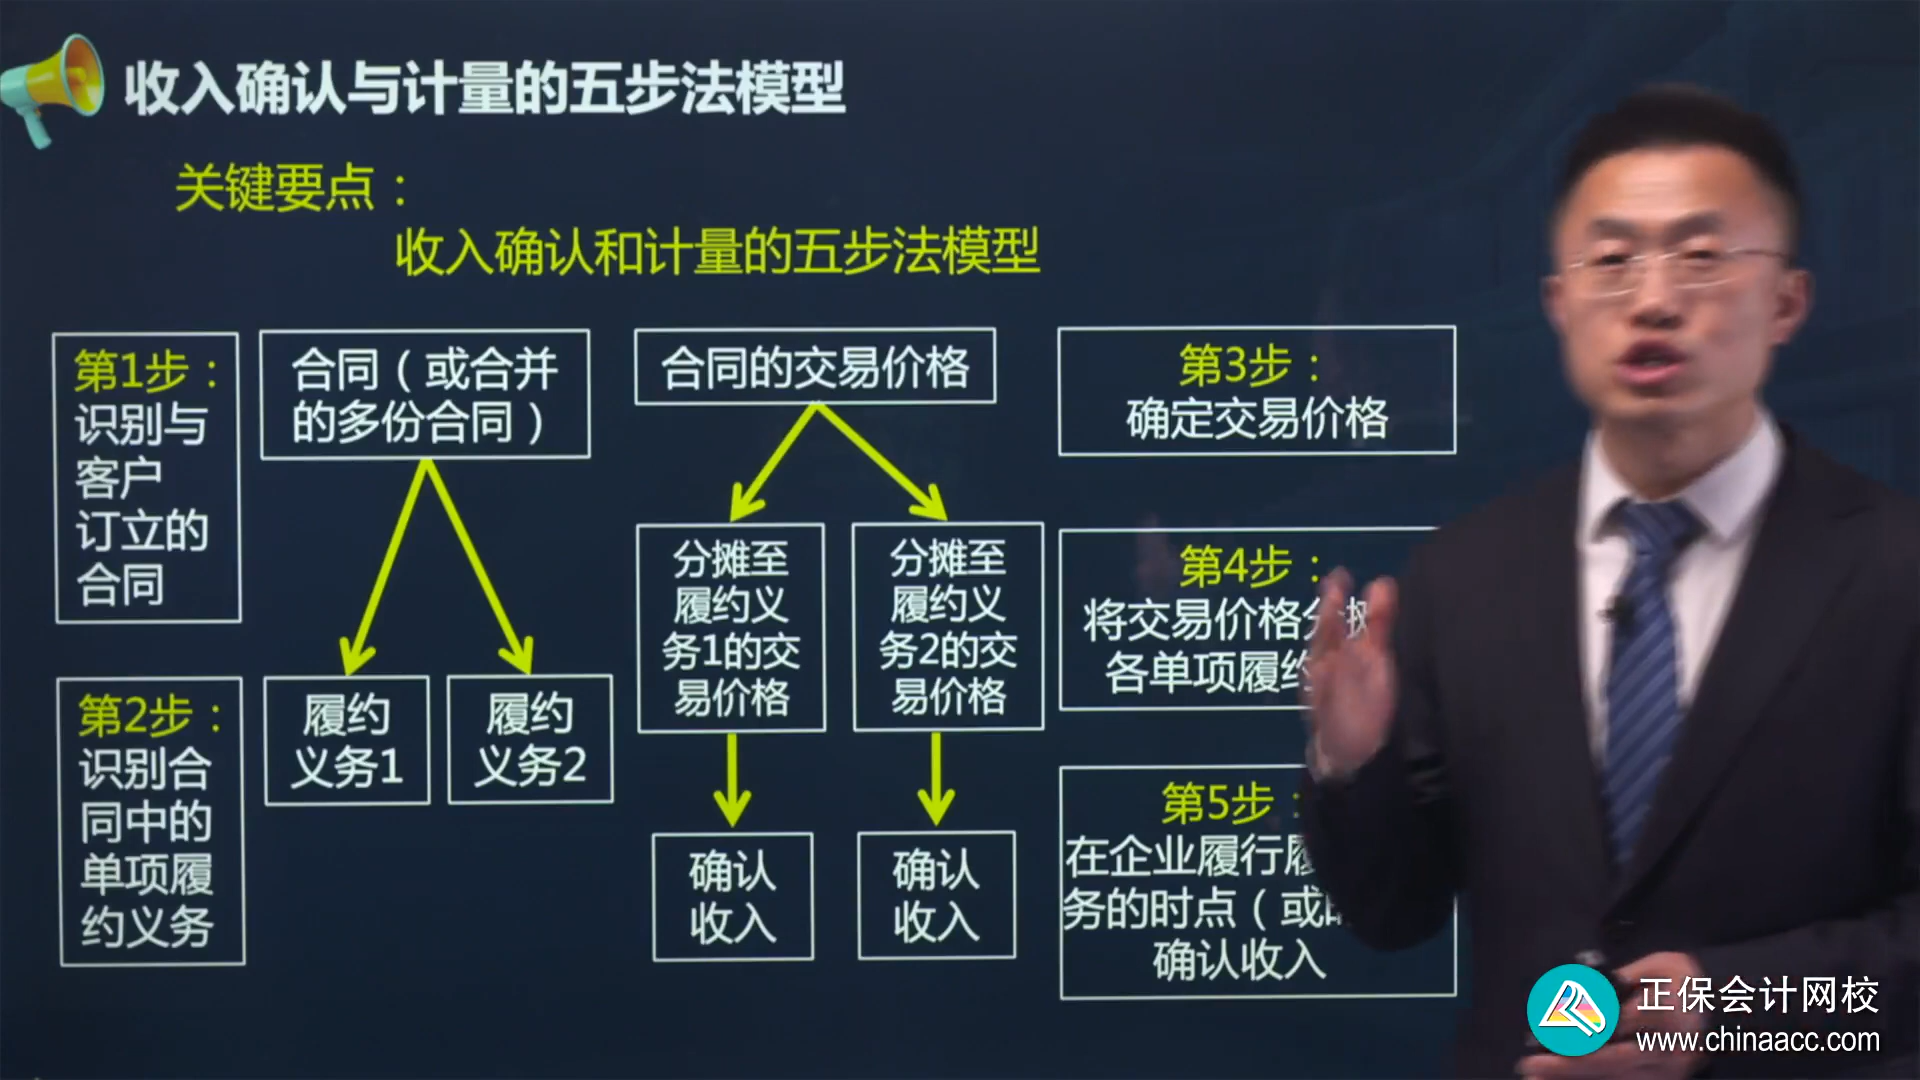 收入确认与计量的五步法模型
关键要点：
收入确认和计量的五步法模型
第1步：
识别与
客户
订立的
合同
合同（或合并
的多份合同）
合同的交易价格
第3步：
确定交易价格
分摊至
履约义
务1的交
易价格
分摊至
履约义
务2的交
易价格
第4步：
将交易价格分摊
各单项履约
第2步：
识别合
同中的
单项履
约义务
履约
义务1
履约
义务2
确认
收入
确认
收入
第5步：
在企业履行
务的时点（或
确认收入
正保会计网校
www.chinaacc.com